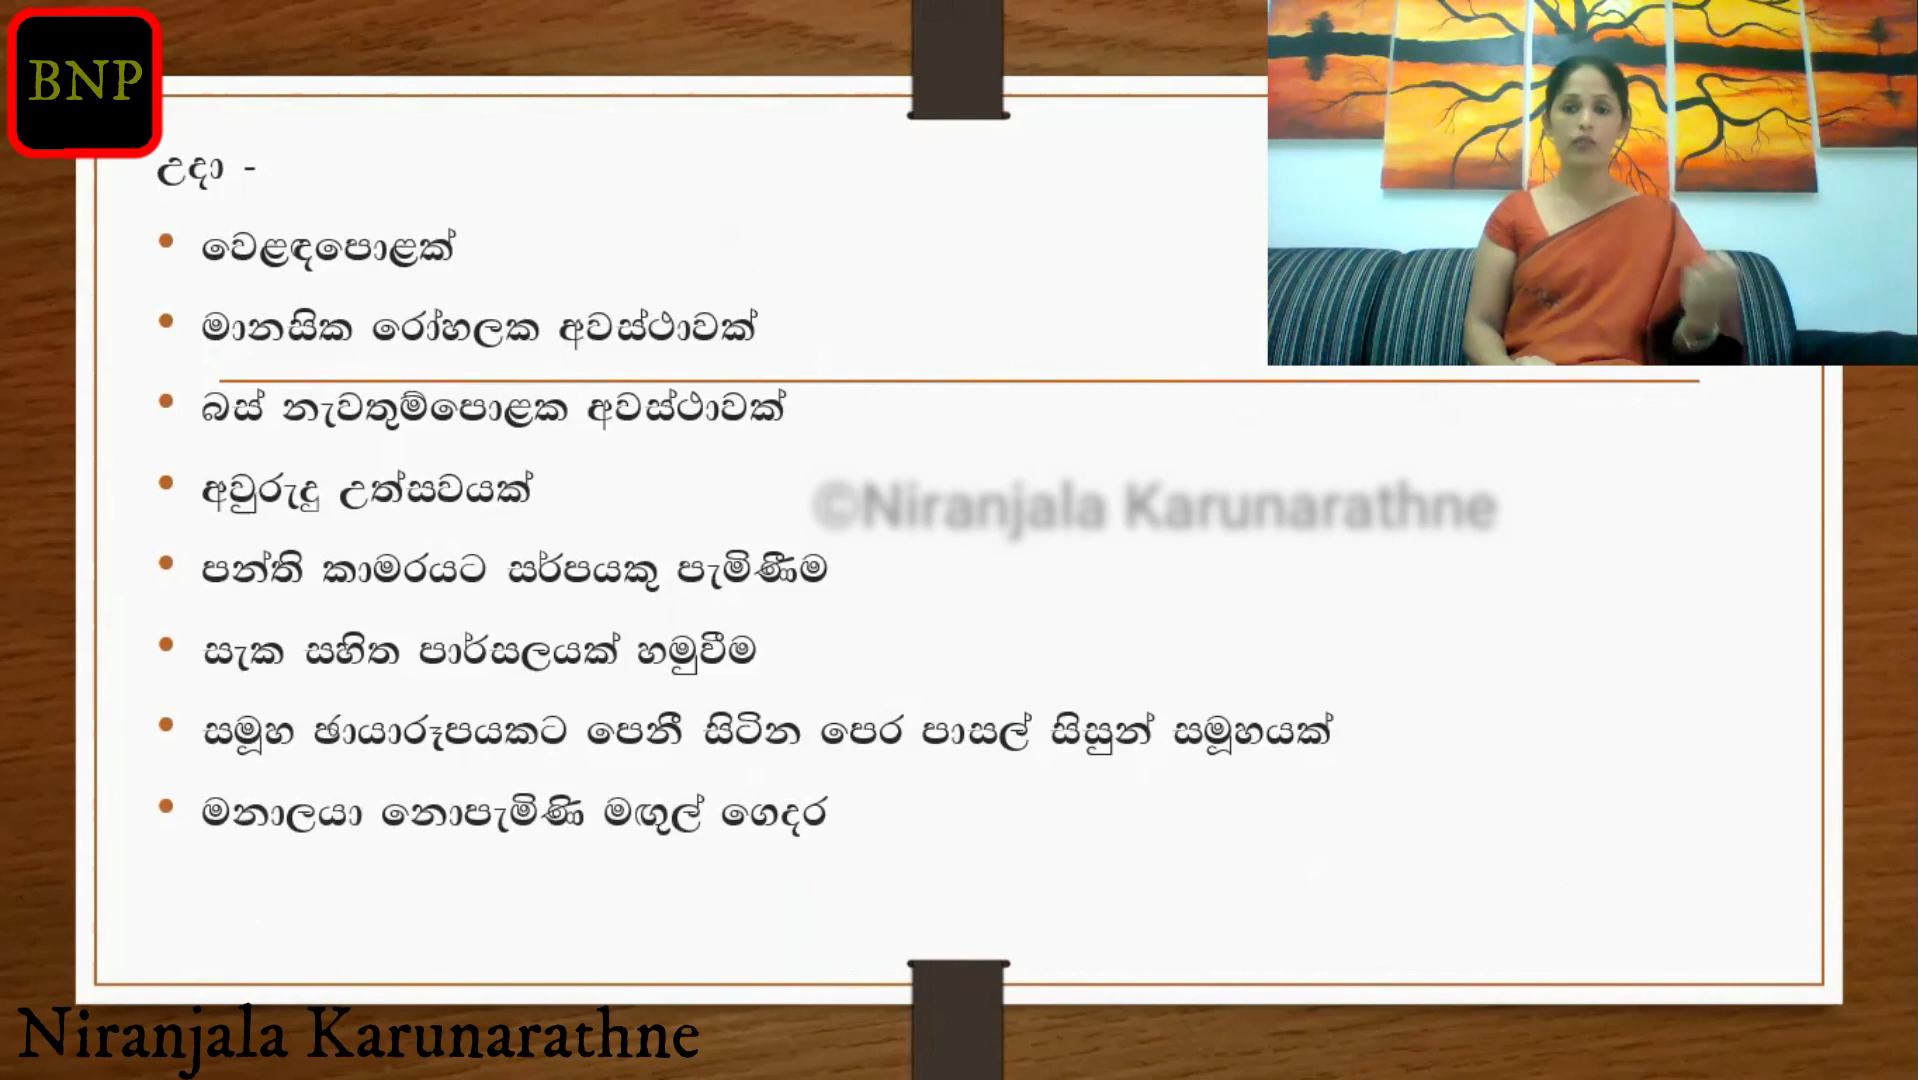 BNP
උදා -
• වෙළඳපොළක්
• මානසික රෝහලක අවස්ථාවක්
• බස් නැවතුම්පොළක අවස්ථාවක්
• අවුරුදු උත්සවයක්
• පන්ති කාමරයට සර්පයකු පැමිණීම
• සැක සහිත පාර්සලයක් හමුවීම
• සමූහ ඡායාරූපයකට පෙනී සිටින පෙර පාසල් සිසුන් සමූහයක්
• මනාලයා නොපැමිණි මඟුල් ගෙදර
©Niranjala Karunarathne
Niranjala Karunarathne